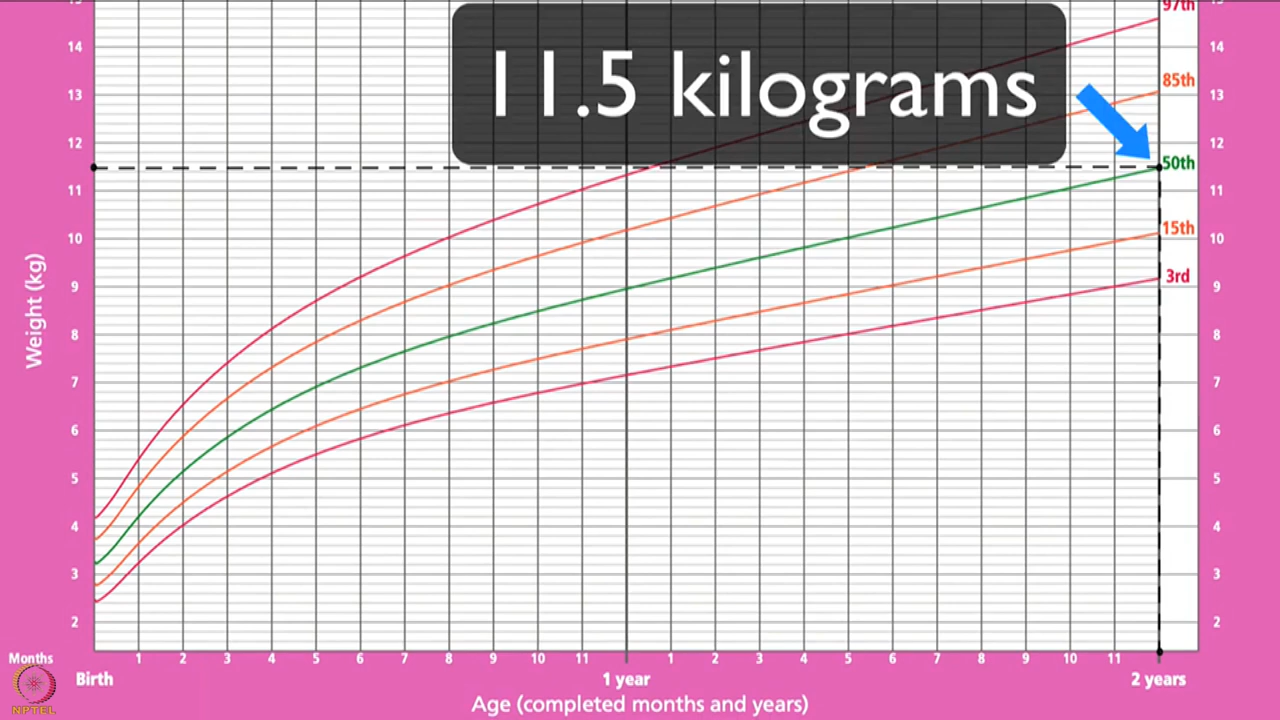 15 15
97th
14 14
11.5 kilograms
85th
13 13
12 12
50th
11 11
15th
10 10
3rd
9 9
8 8
7 7
6 6
5 5
4 4
3 3
2 2
Weight (kg)
Months 1 2 3 4 5 6 7 8 9 10 11 1 2 3 4 5 6 7 8 9 10 11
Birth 1 year 2 years
Age (completed months and years)
NPTEL